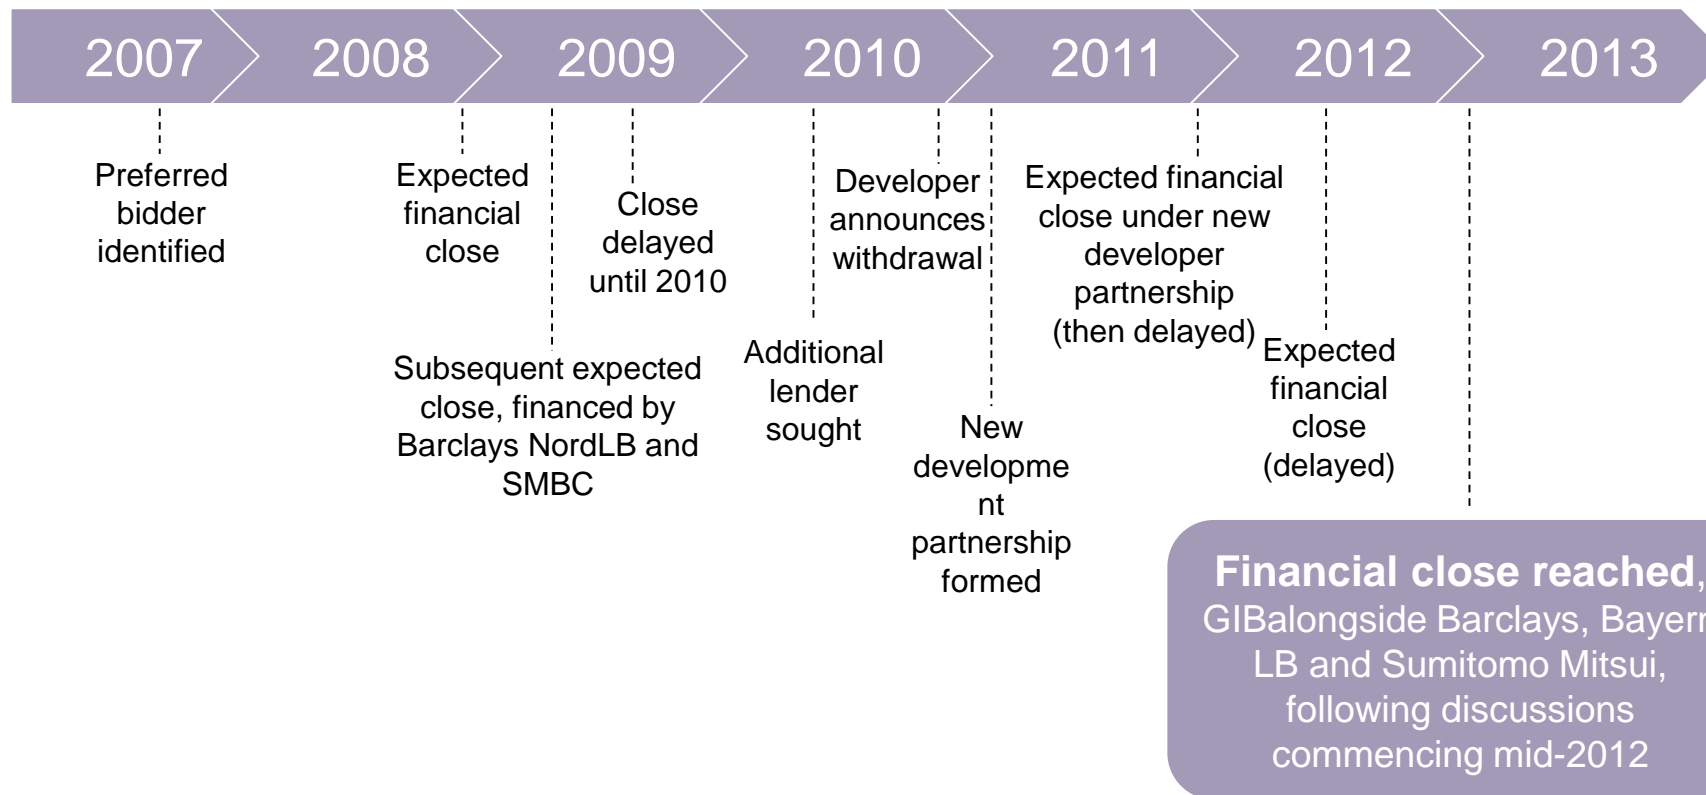 2007
2008
2009
2010
2011
2012
2013
Preferred
bidder
identified
Expected
financial
close
Subsequent expected
close, financed by
Barclays NordLB and
SMBC
Close
delayed
until 2010
Additional
lender
sought
Developer
announces
withdrawal
New
developme
nt
partnership
formed
Expected financial
close under new
developer
partnership
(then delayed)
Expected
financial
close
(delayed)
Financial close reached,
GIBalongside Barclays, Bayern
LB and Sumitomo Mitsui,
following discussions
commencing mid-2012